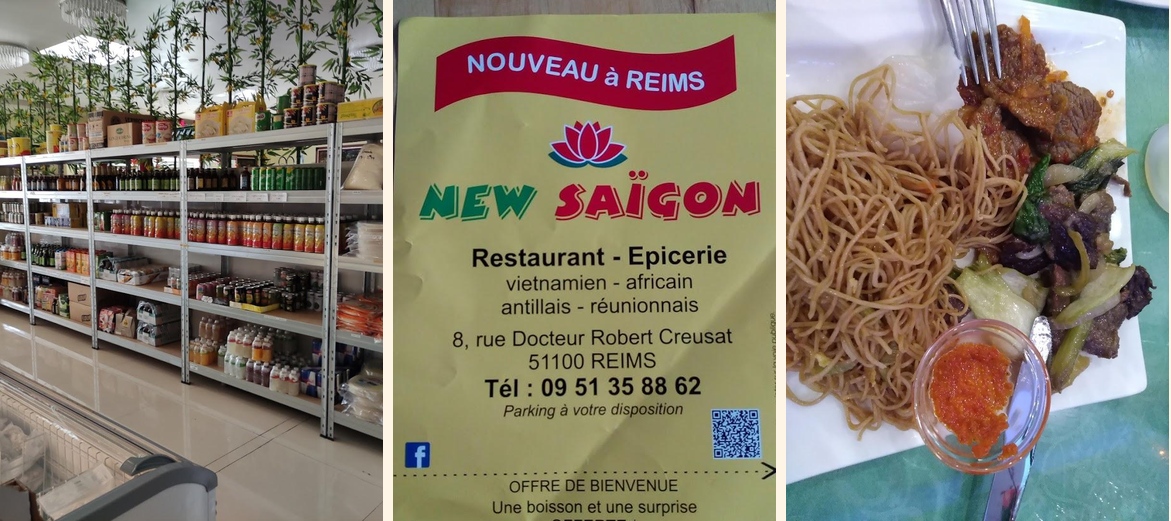 NOUVEAU à REIMS
NEW SAÏGON
Restaurant - Epicerie
vietnamien - africain
antillais - réunionnais
8, rue Docteur Robert Creusat
51100 REIMS
Tél : 09 51 35 88 62
Parking à votre disposition
f
OFFRE DE BIENVENUE
Une boisson et une surprise